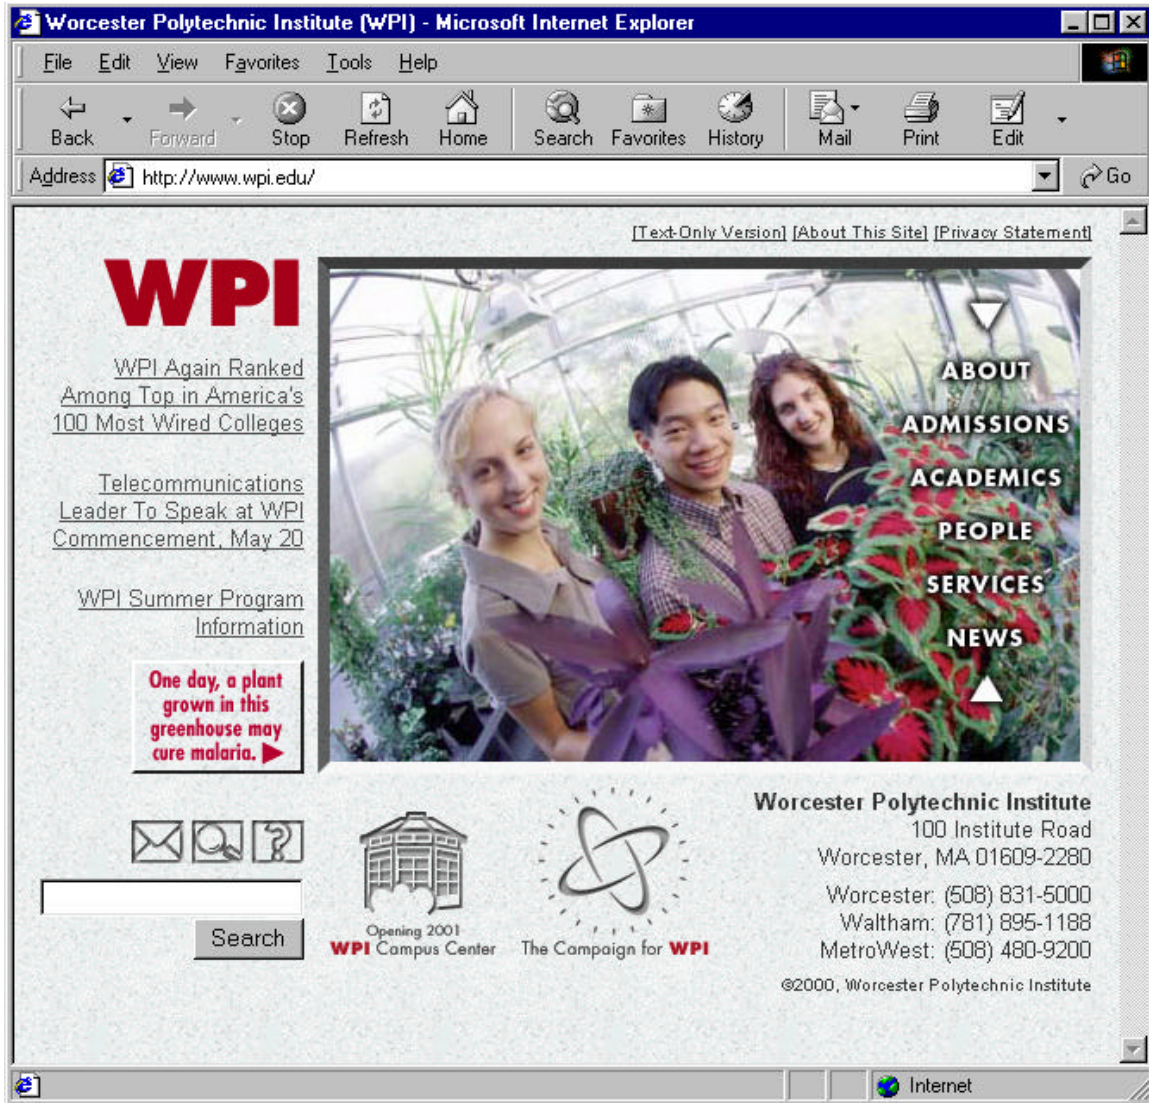 Worcester Polytechnic Institute (WPI) - Microsoft Internet Explorer
File Edit View Favorites Tools Help
Back Forward Stop Refresh Home Search Favorites History Mail Print Edit
Address http://www.wpi.edu/ Go
[Text-Only Version] [About This Site] [Privacy Statement]
WPI
WPI Again Ranked
Among Top in America's
100 Most Wired Colleges
Telecommunications
Leader To Speak at WPI
Commencement, May 20
WPI Summer Program
Information
One day, a plant
grown in this
greenhouse may
cure malaria.
ABOUT
ADMISSIONS
ACADEMICS
PEOPLE
SERVICES
NEWS
Search
Opening 2001
WPI Campus Center
The Campaign for WPI
Worcester Polytechnic Institute
100 Institute Road
Worcester, MA 01609-2280
Worcester: (508) 831-5000
Waltham: (781) 895-1188
MetroWest: (508) 480-9200
©2000, Worcester Polytechnic Institute
Internet